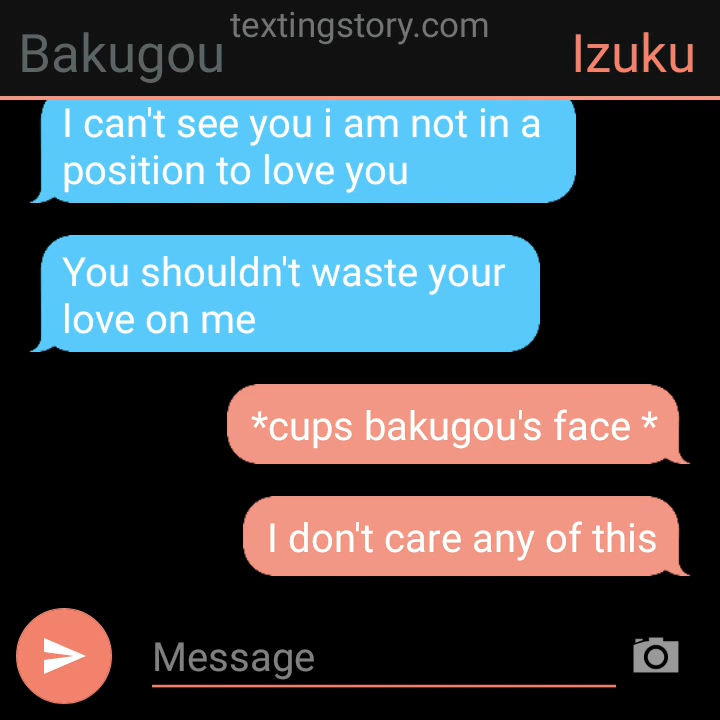 textingstory.com
Bakugou
Izuku
I can't see you i am not in a
position to love you
You shouldn't waste your
love on me
*cups bakugou's face *
I don't care any of this
Message